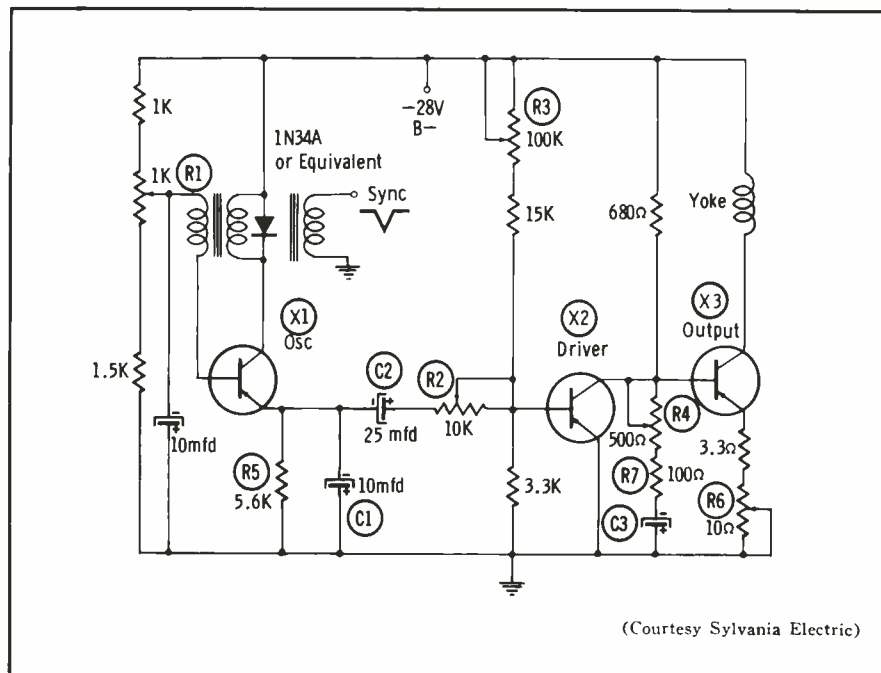 1K
−28V
B−
R3
100K
1N34A
or Equivalent
1K
R1
Sync
15K
680Ω
Yoke
X1
Osc
X2
Driver
X3
Output
1.5K
C2
R2
− +
25 mfd
10K
R4
500Ω
3.3Ω
−
+
10mfd
R5
5.6K
−
+
10mfd
C1
3.3K
R7
100Ω
C3
−
+
R6
10Ω
(Courtesy Sylvania Electric)